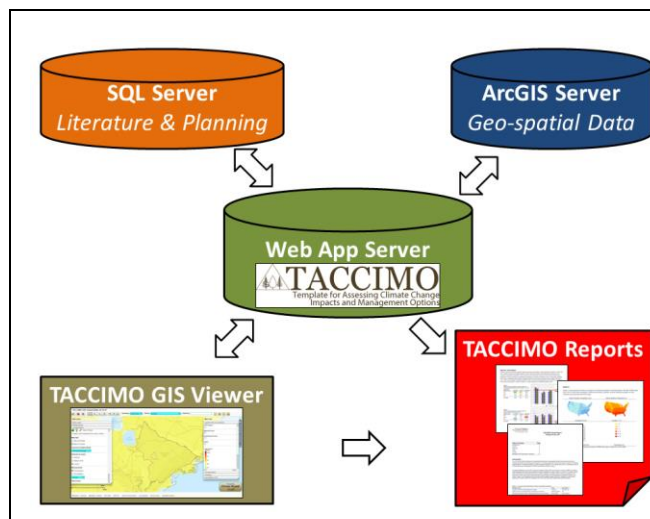 SQL Server
Literature & Planning
ArcGIS Server
Geo-spatial Data
Web App Server
TACCIMO
Template for Assessing Climate Change
Impacts and Management Options
TACCIMO GIS Viewer
TACCIMO Reports